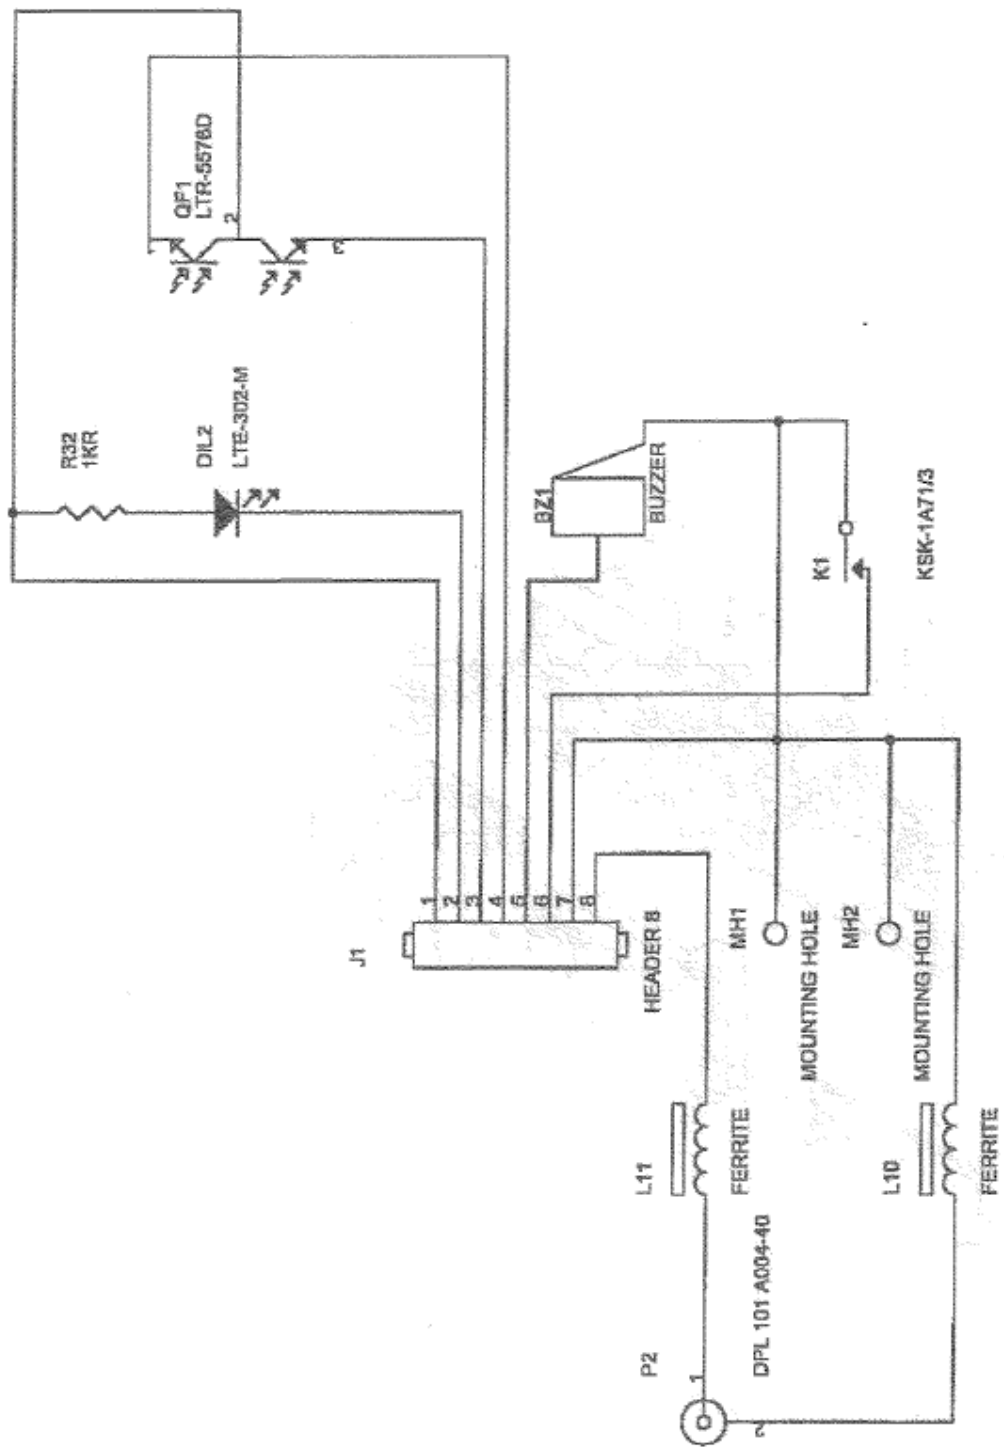 R32
1KR
1
QP1
LTR-5576D
2
3
DIL2
LTE-302-M
J1
1
2
3
4
5
6
7
8
HEADER 8
BZ1
BUZZER
P2
1
2
DPL 101 A004-40
L11
FERRITE
MH1
MOUNTING HOLE
K1
KSK-1A71/3
MH2
MOUNTING HOLE
L10
FERRITE